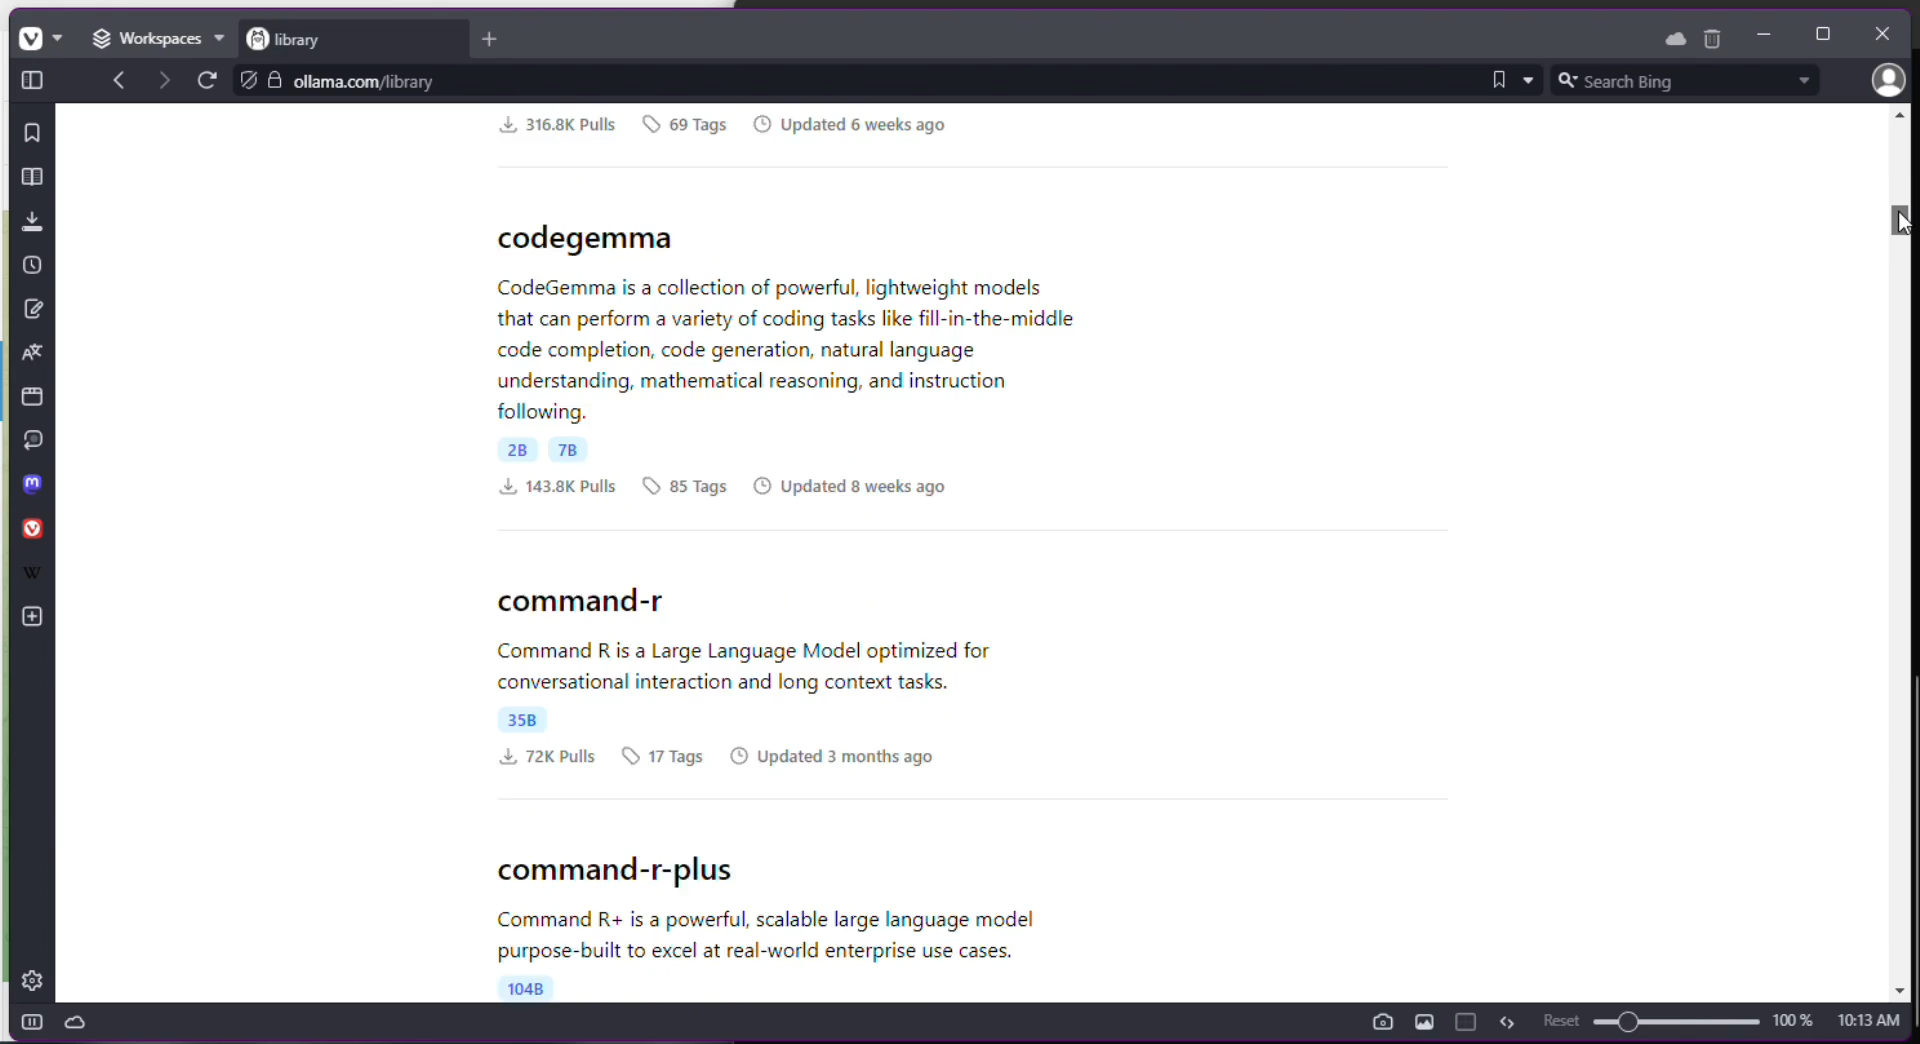 Workspaces
library
ollama.com/library
Search Bing
316.8K Pulls 69 Tags Updated 6 weeks ago
codegemma
CodeGemma is a collection of powerful, lightweight models
that can perform a variety of coding tasks like fill-in-the-middle
code completion, code generation, natural language
understanding, mathematical reasoning, and instruction
following.
2B 7B
143.8K Pulls 85 Tags Updated 8 weeks ago
command-r
Command R is a Large Language Model optimized for
conversational interaction and long context tasks.
35B
72K Pulls 17 Tags Updated 3 months ago
command-r-plus
Command R+ is a powerful, scalable large language model
purpose-built to excel at real-world enterprise use cases.
104B
Reset 100 % 10:13 AM